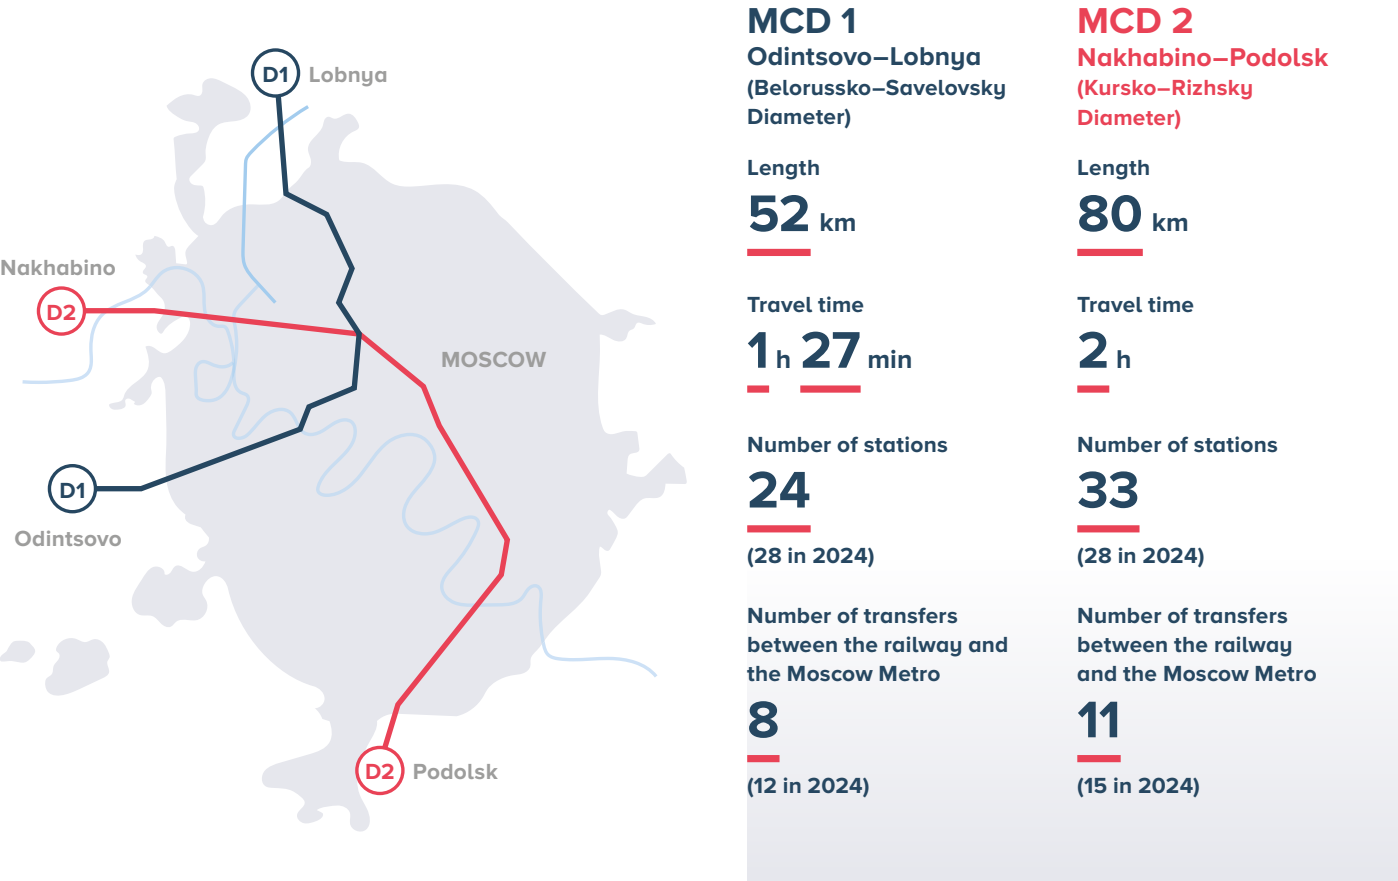 D1 Lobnya
Nakhabino
D2
MOSCOW
D1
Odintsovo
D2 Podolsk
MCD 1
Odintsovo–Lobnya
(Belorussko–Savelovsky
Diameter)
Length
52 km
Travel time
1 h 27 min
Number of stations
24
(28 in 2024)
Number of transfers
between the railway and
the Moscow Metro
8
(12 in 2024)
MCD 2
Nakhabino–Podolsk
(Kursko–Rizhsky
Diameter)
Length
80 km
Travel time
2 h
Number of stations
33
(28 in 2024)
Number of transfers
between the railway
and the Moscow Metro
11
(15 in 2024)